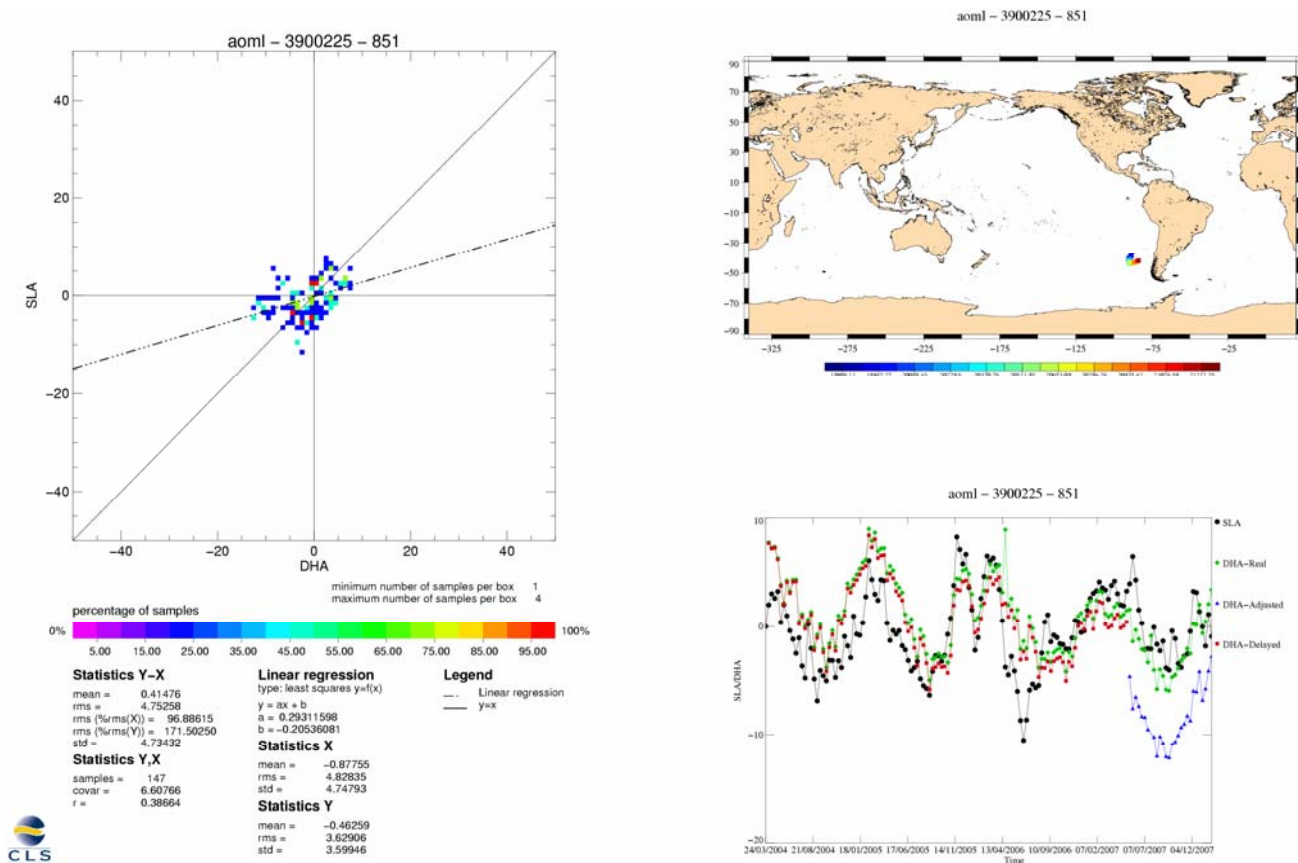 aoml – 3900225 – 851
40
20
0
−20
−40
SLA
−40 −20 0 20 40
DHA
minimum number of samples per box 1
maximum number of samples per box 4
percentage of samples
0% 100%
5.00 15.00 25.00 35.00 45.00 55.00 65.00 75.00 85.00 95.00
Statistics Y−X
mean = 0.41476
rms = 4.75258
rms (%rms(X)) = 96.88615
rms (%rms(Y)) = 171.50250
std = 4.73432
Statistics Y,X
samples = 147
covar = 6.60766
r = 0.38664
Linear regression
type: least squares y=f(x)
y = ax + b
a = 0.29311598
b = −0.20536081
Statistics X
mean = −0.87755
rms = 4.82835
std = 4.74793
Statistics Y
mean = −0.46259
rms = 3.62906
std = 3.59946
Legend
Linear regression
y=x
CLS
aoml – 3900225 – 851
90
70
50
30
10
−10
−30
−50
−70
−90
−325 −275 −225 −175 −125 −75 −25
aoml – 3900225 – 851
10
0
−10
−20
SLA/DHA
SLA
DHA−Real
DHA−Adjusted
DHA−Delayed
24/03/2004 21/08/2004 18/01/2005 17/06/2005 14/11/2005 13/04/2006 10/09/2006 07/02/2007 07/07/2007 04/12/2007
Time